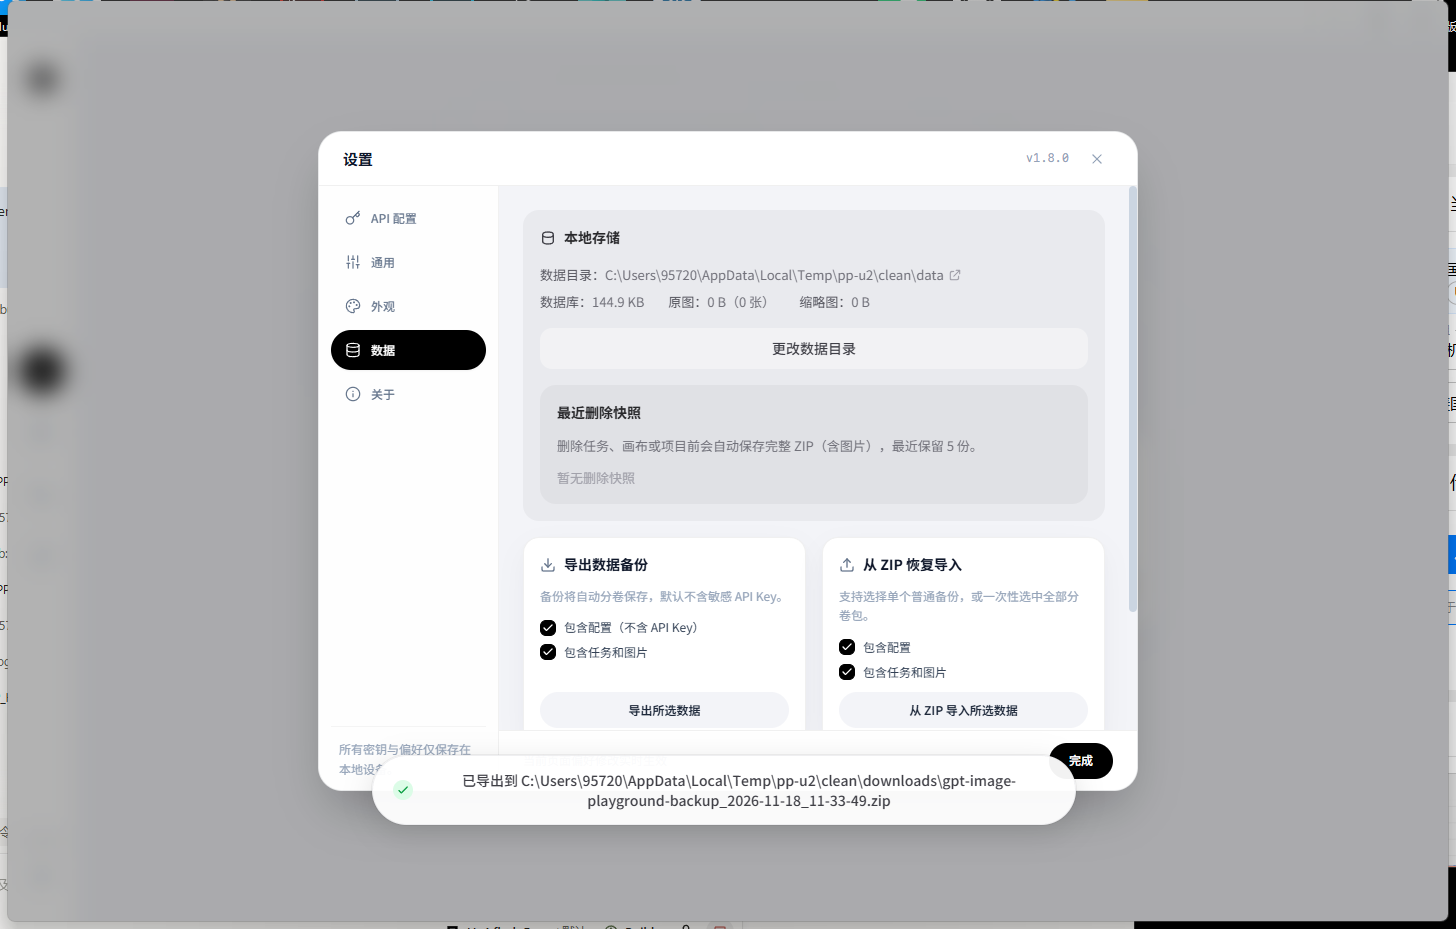 设置
v1.8.0
API 配置
通用
外观
数据
关于
所有密钥与偏好仅保存在
本地设备
本地存储
数据目录：C:\Users\95720\AppData\Local\Temp\pp-u2\clean\data
数据库：144.9 KB 原图：0 B（0 张） 缩略图：0 B
更改数据目录
最近删除快照
删除任务、画布或项目前会自动保存完整 ZIP（含图片），最近保留 5 份。
暂无删除快照
导出数据备份
备份将自动分卷保存，默认不含敏感 API Key。
包含配置（不含 API Key）
包含任务和图片
导出所选数据
从 ZIP 恢复导入
支持选择单个普通备份，或一次性选中全部分
卷包。
包含配置
包含任务和图片
从 ZIP 导入所选数据
完成
已导出到 C:\Users\95720\AppData\Local\Temp\pp-u2\clean\downloads\gpt-image-
playground-backup_2026-11-18_11-33-49.zip